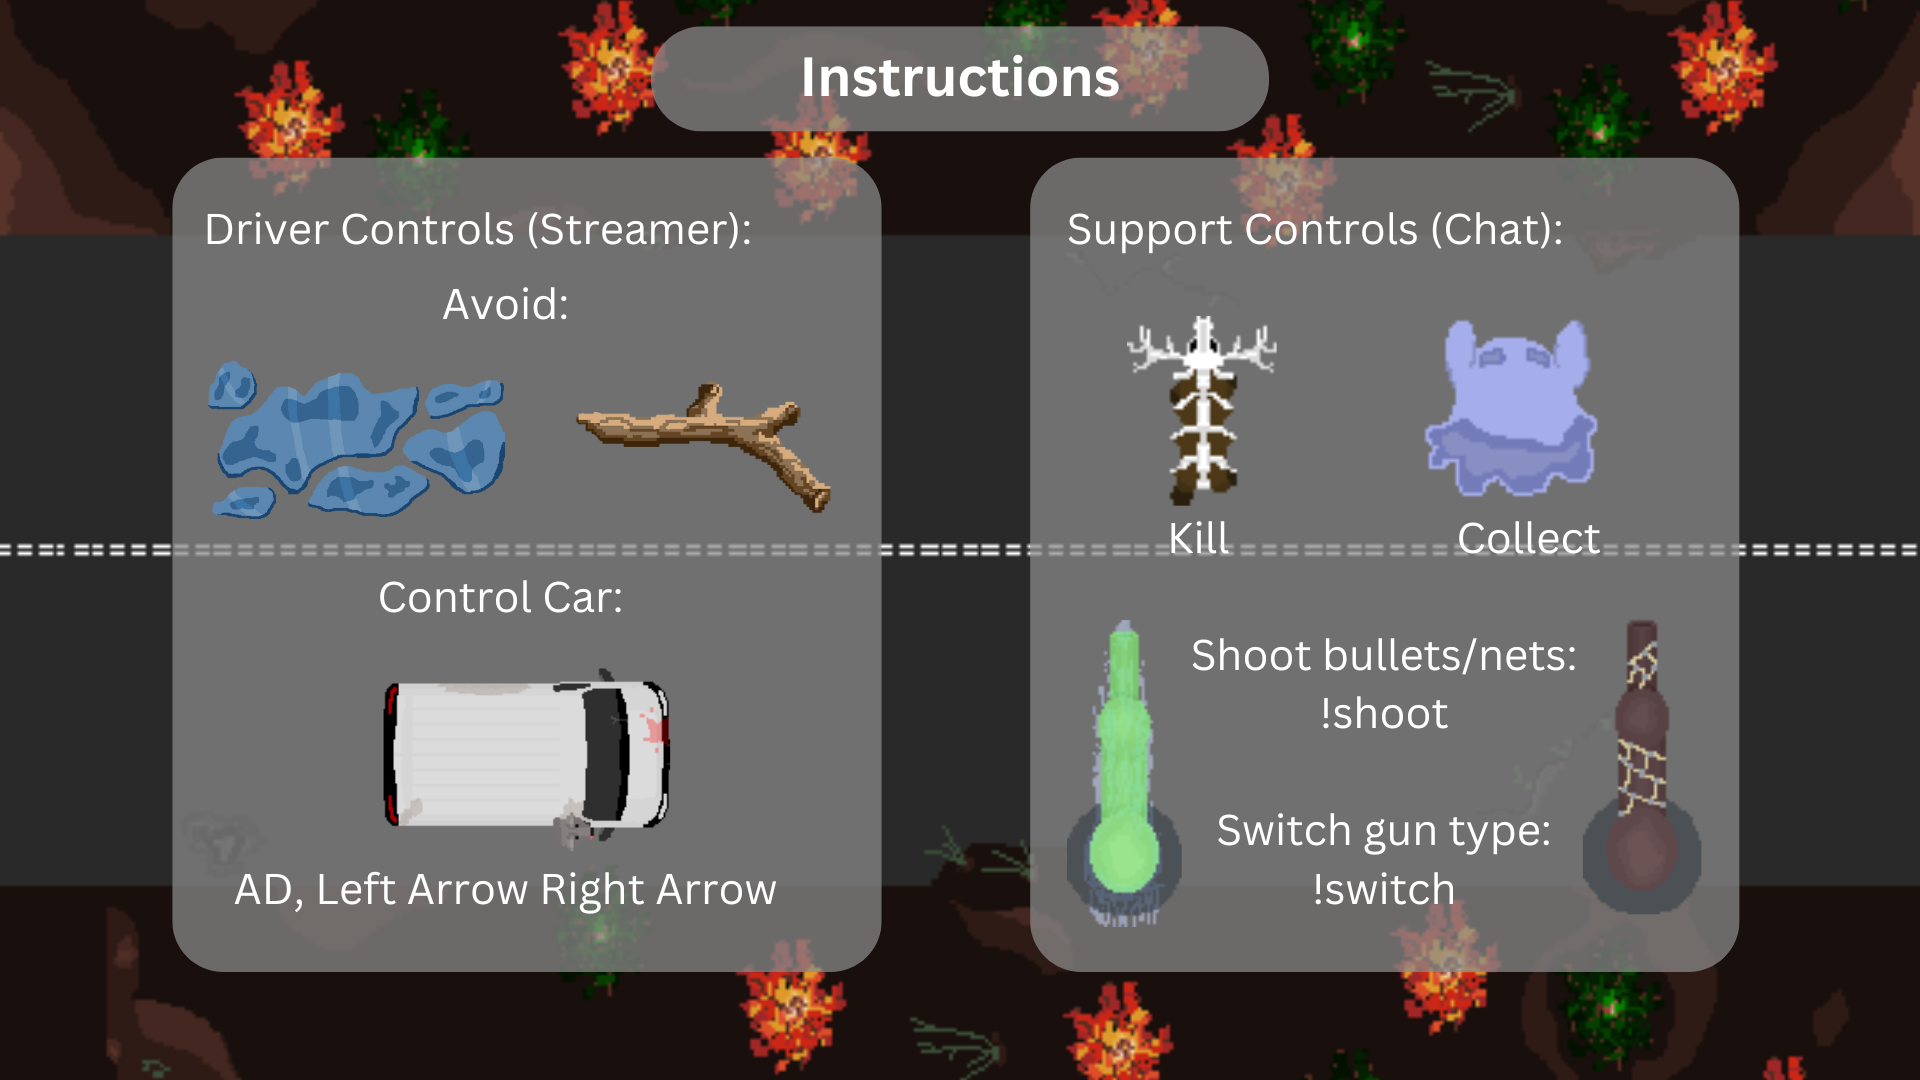 Instructions
Driver Controls (Streamer):
Avoid:
Control Car:
AD, Left Arrow Right Arrow
Support Controls (Chat):
Kill
Collect
Shoot bullets/nets:
!shoot
Switch gun type:
!switch